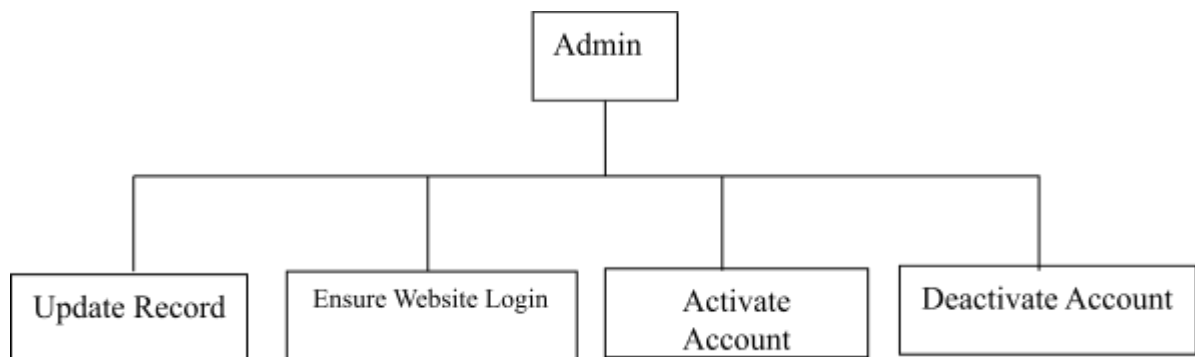 Admin
Update Record
Ensure Website Login
Activate
Account
Deactivate Account